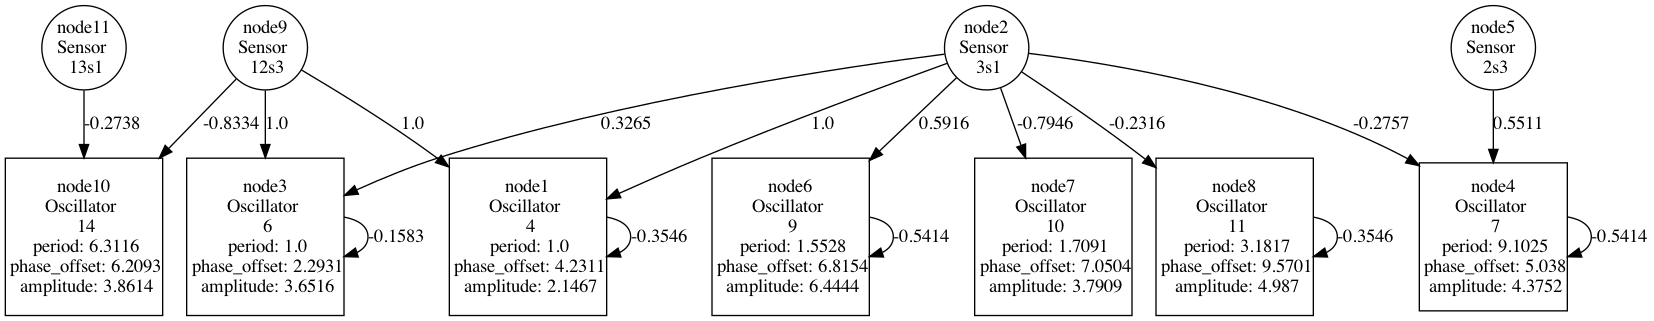 node11
Sensor
13s1
node9
Sensor
12s3
node2
Sensor
3s1
node5
Sensor
2s3
-0.2738
-0.8334
1.0
1.0
0.3265
1.0
0.5916
-0.7946
-0.2316
-0.2757
0.5511
node10
Oscillator
14
period: 6.3116
phase_offset: 6.2093
amplitude: 3.8614
node3
Oscillator
6
period: 1.0
phase_offset: 2.2931
amplitude: 3.6516
-0.1583
node1
Oscillator
4
period: 1.0
phase_offset: 4.2311
amplitude: 2.1467
-0.3546
node6
Oscillator
9
period: 1.5528
phase_offset: 6.8154
amplitude: 6.4444
-0.5414
node7
Oscillator
10
period: 1.7091
phase_offset: 7.0504
amplitude: 3.7909
node8
Oscillator
11
period: 3.1817
phase_offset: 9.5701
amplitude: 4.987
-0.3546
node4
Oscillator
7
period: 9.1025
phase_offset: 5.038
amplitude: 4.3752
-0.5414